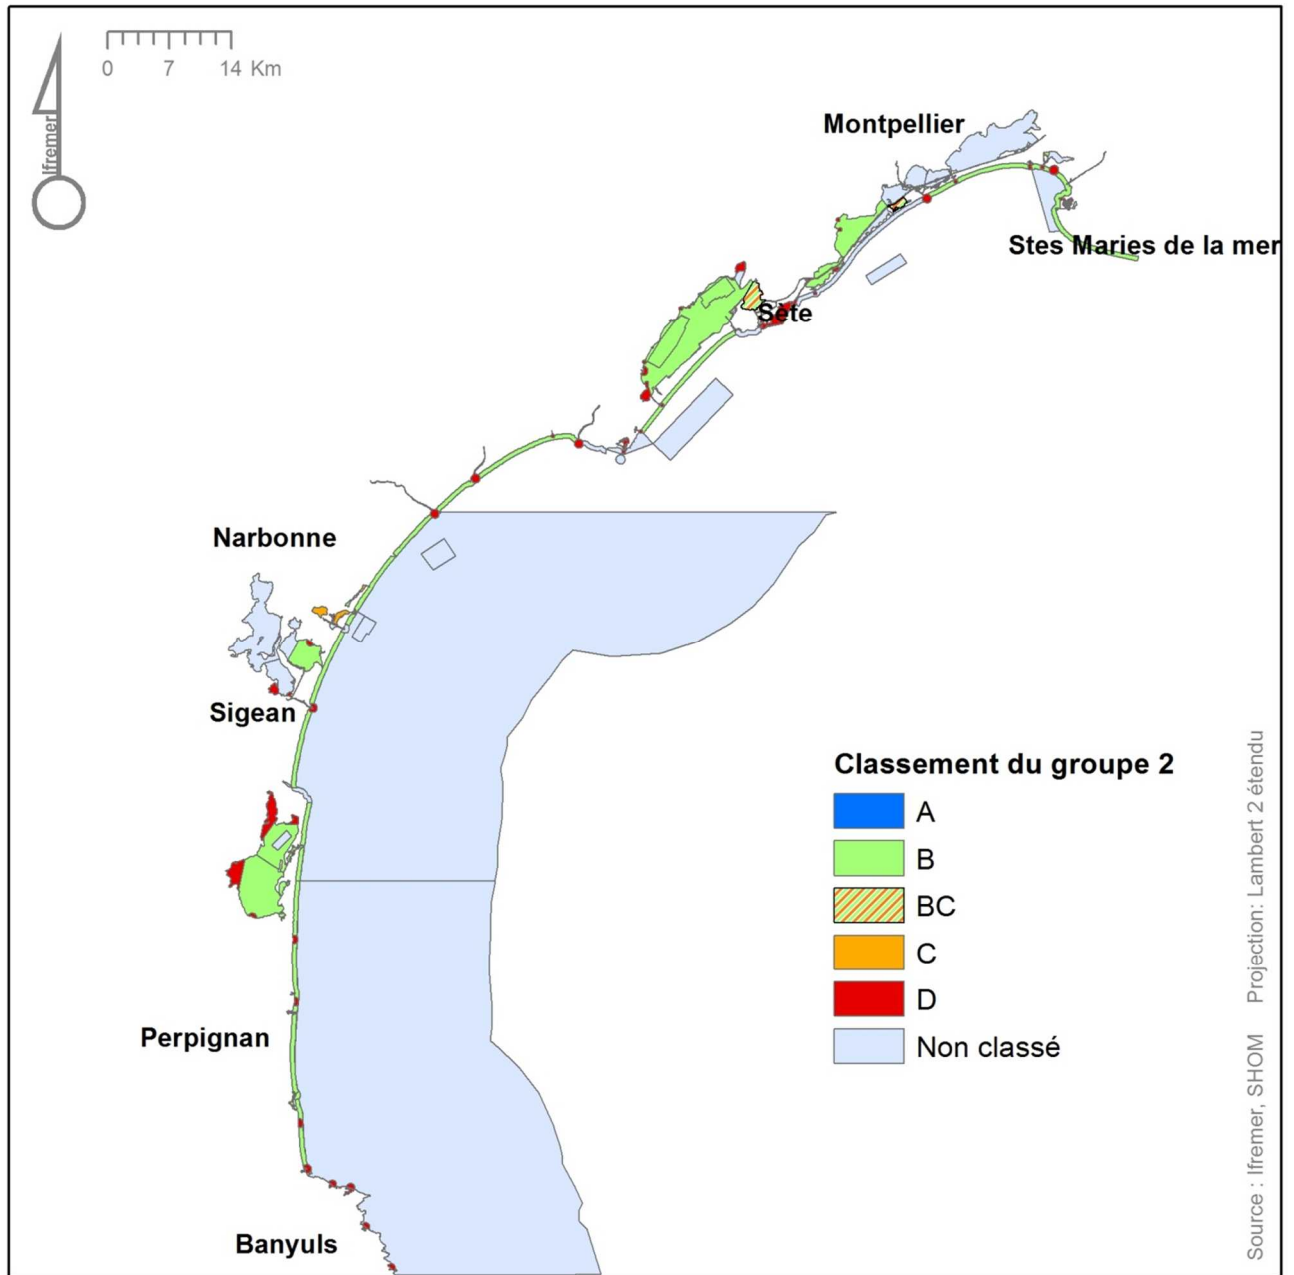 0 7 14 Km
Ifremer
Montpellier
Stes Maries de la mer
Sète
Narbonne
Sigean
Perpignan
Banyuls
Classement du groupe 2
A
B
BC
C
D
Non classé
Source : Ifremer, SHOM Projection: Lambert 2 étendu